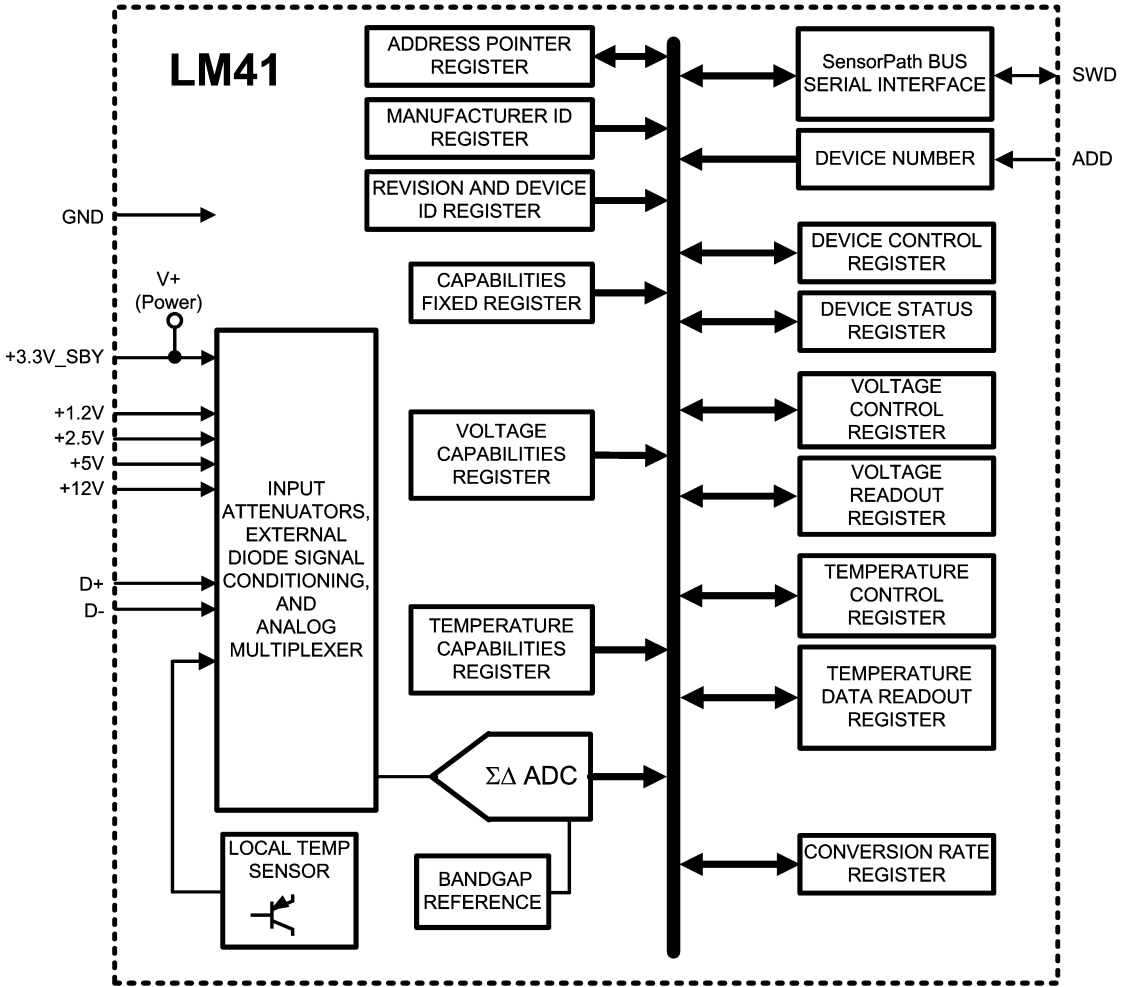 LM41
ADDRESS POINTER
REGISTER
MANUFACTURER ID
REGISTER
REVISION AND DEVICE
ID REGISTER
CAPABILITIES
FIXED REGISTER
VOLTAGE
CAPABILITIES
REGISTER
TEMPERATURE
CAPABILITIES
REGISTER
SensorPath BUS
SERIAL INTERFACE
SWD
DEVICE NUMBER
ADD
DEVICE CONTROL
REGISTER
DEVICE STATUS
REGISTER
VOLTAGE
CONTROL
REGISTER
VOLTAGE
READOUT
REGISTER
TEMPERATURE
CONTROL
REGISTER
TEMPERATURE
DATA READOUT
REGISTER
CONVERSION RATE
REGISTER
GND
V+
(Power)
+3.3V_SBY
+1.2V
+2.5V
+5V
+12V
D+
D-
INPUT
ATTENUATORS,
EXTERNAL
DIODE SIGNAL
CONDITIONING,
AND
ANALOG
MULTIPLEXER
ΣΔ ADC
LOCAL TEMP
SENSOR
BANDGAP
REFERENCE